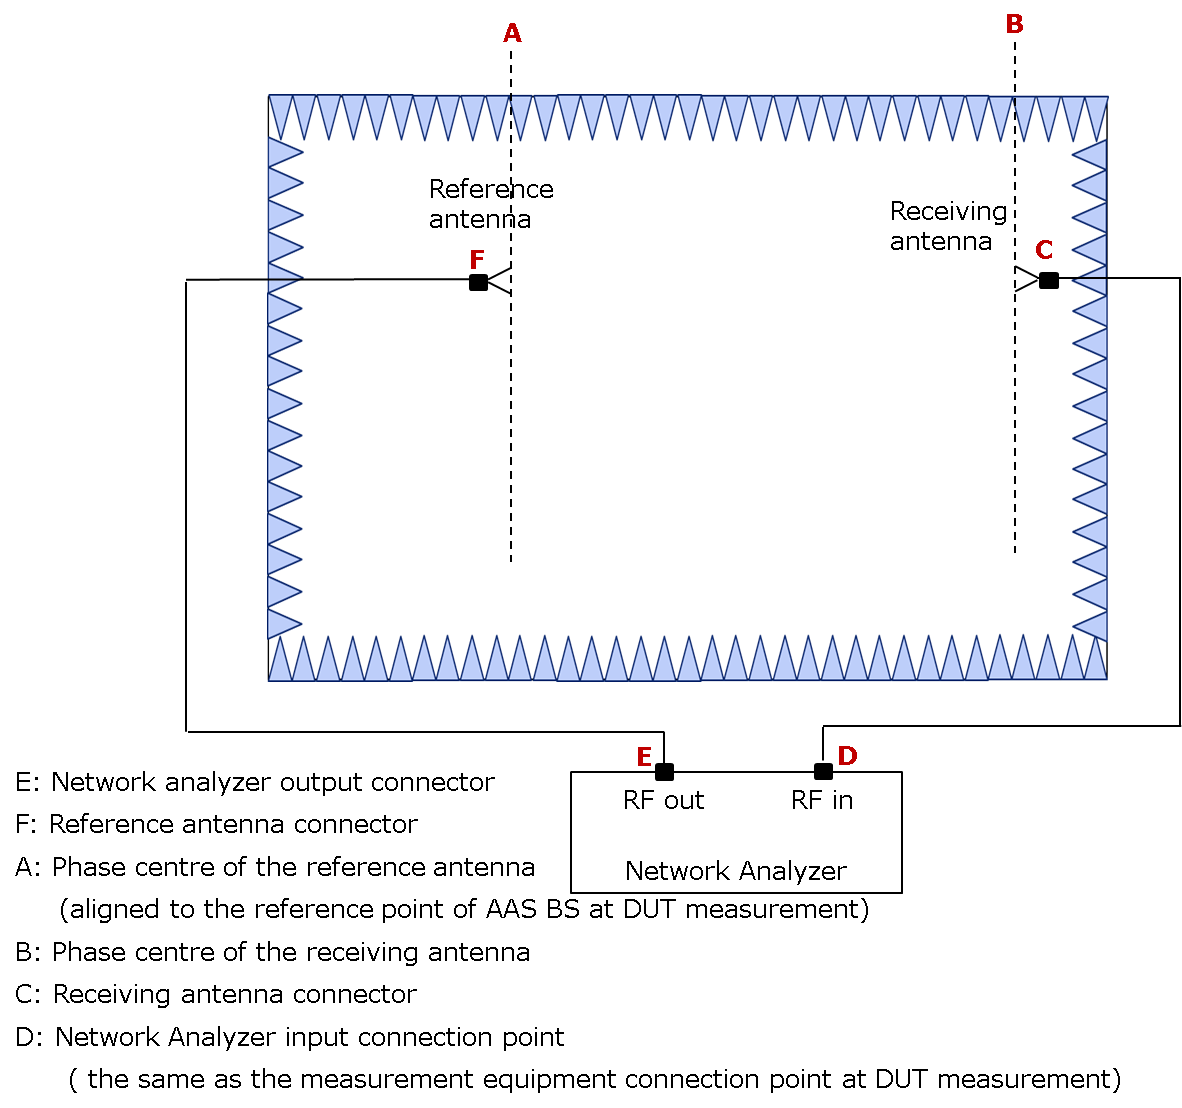 A
B
Reference
antenna
Receiving
antenna
F
C
E
D
RF out
RF in
Network Analyzer
E: Network analyzer output connector
F: Reference antenna connector
A: Phase centre of the reference antenna
(aligned to the reference point of AAS BS at DUT measurement)
B: Phase centre of the receiving antenna
C: Receiving antenna connector
D: Network Analyzer input connection point
( the same as the measurement equipment connection point at DUT measurement)